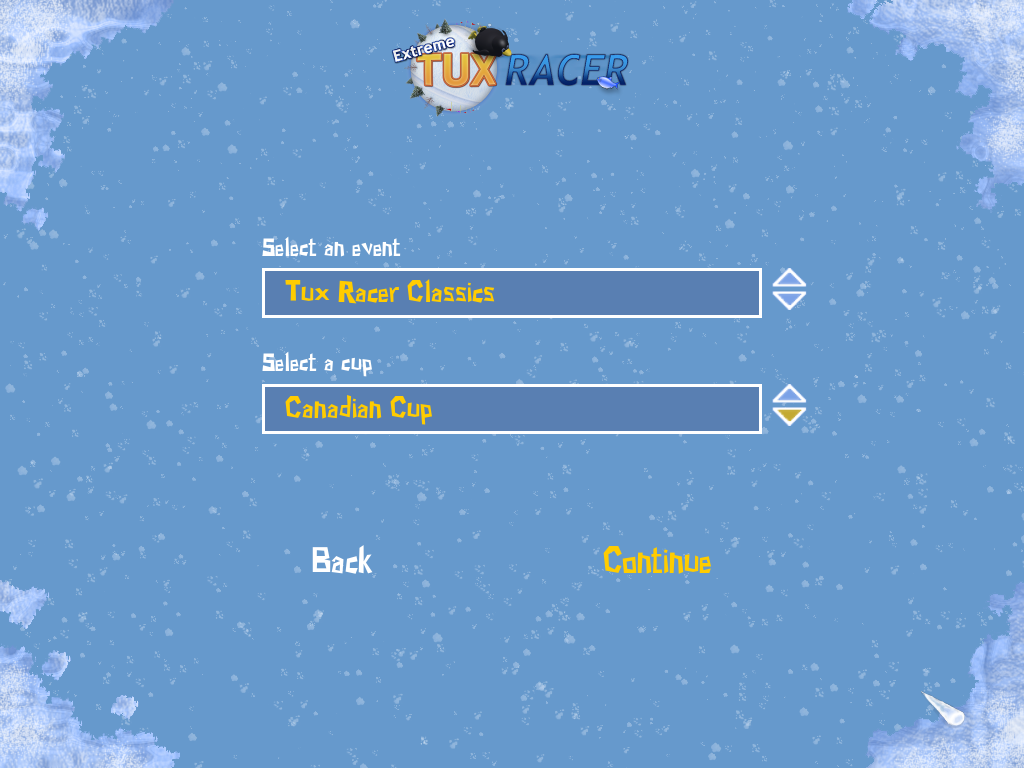 Extreme
TUX RACER
Select an event
Tux Racer Classics
Select a cup
Canadian Cup
Back
Continue